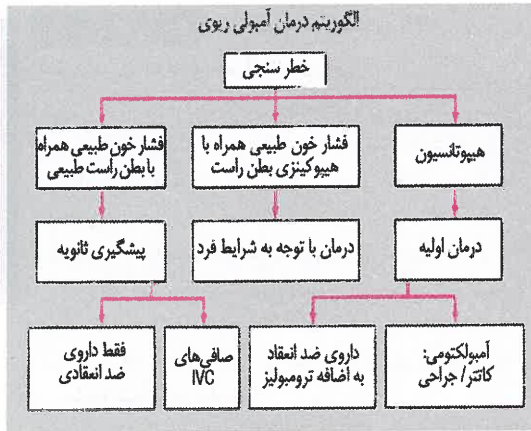 الگوریتم درمان آمبولی ریوی
خطر سنجی
هیپوتانسیون
فشار خون طبیعی همراه با
هیپوکینزی بطن راست
فشار خون طبیعی همراه
با بطن راست طبیعی
درمان اولیه
درمان با توجه به شرایط فرد
پیشگیری ثانویه
آمبولکتومی:
کاتتر/ جراحی
داروی ضد انعقاد
به اضافه ترومبولیز
صافی‌های
IVC
فقط داروی
ضد انعقادی